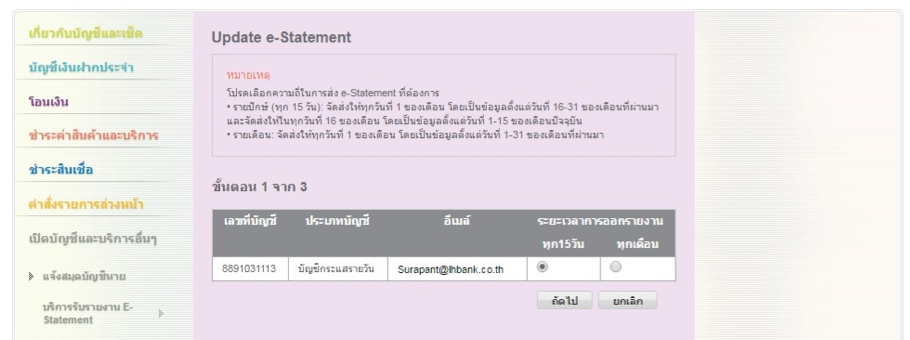 เกี่ยวกับบัญชีและเช็ค
บัญชีเงินฝากประจำ
โอนเงิน
ชำระค่าสินค้าและบริการ
ชำระสินเชื่อ
คำสั่งรายการล่วงหน้า
เปิดบัญชีและบริการอื่นๆ
แจ้งสมุดบัญชีหาย
บริการรับรายงาน E-
Statement
Update e-Statement
หมายเหตุ
โปรดเลือกความถี่ในการส่ง e-Statement ที่ต้องการ
• รายปักษ์ (ทุก 15 วัน): จัดส่งให้ทุกวันที่ 1 ของเดือน โดยเป็นข้อมูลตั้งแต่วันที่ 16-31 ของเดือนที่ผ่านมา
และจัดส่งให้ในทุกวันที่ 16 ของเดือน โดยเป็นข้อมูลตั้งแต่วันที่ 1-15 ของเดือนปัจจุบัน
• รายเดือน: จัดส่งให้ทุกวันที่ 1 ของเดือน โดยเป็นข้อมูลตั้งแต่วันที่ 1-31 ของเดือนที่ผ่านมา
ขั้นตอน 1 จาก 3
เลขที่บัญชี ประเภทบัญชี อีเมล์ ระยะเวลาการออกรายงาน
ทุก15วัน ทุกเดือน
8891031113 บัญชีกระแสรายวัน Surapant@lhbank.co.th
ถัดไป ยกเลิก